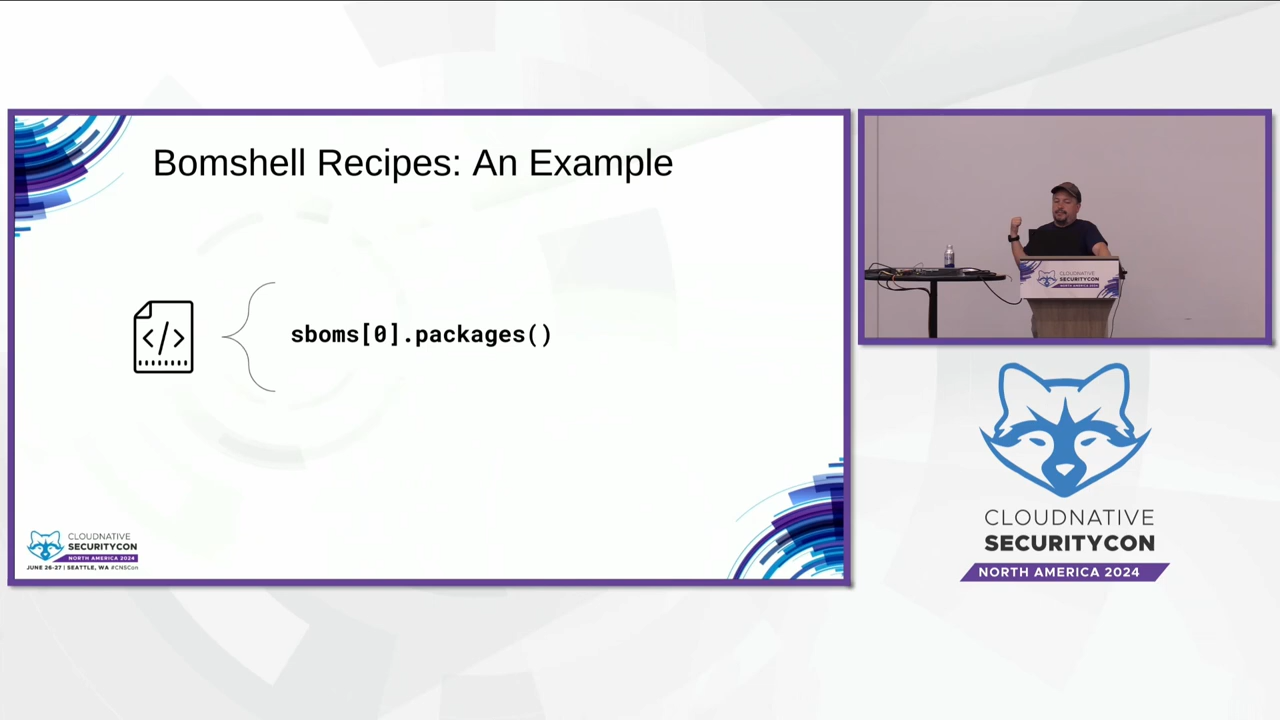 Bomshell Recipes: An Example
</>
sboms[0].packages()
CLOUDNATIVE
SECURITYCON
NORTH AMERICA 2024
JUNE 26-27 | SEATTLE, WA #CNSCon
CLOUDNATIVE
SECURITYCON
NORTH AMERICA 2024
CLOUDNATIVE
SECURITYCON
NORTH AMERICA 2024